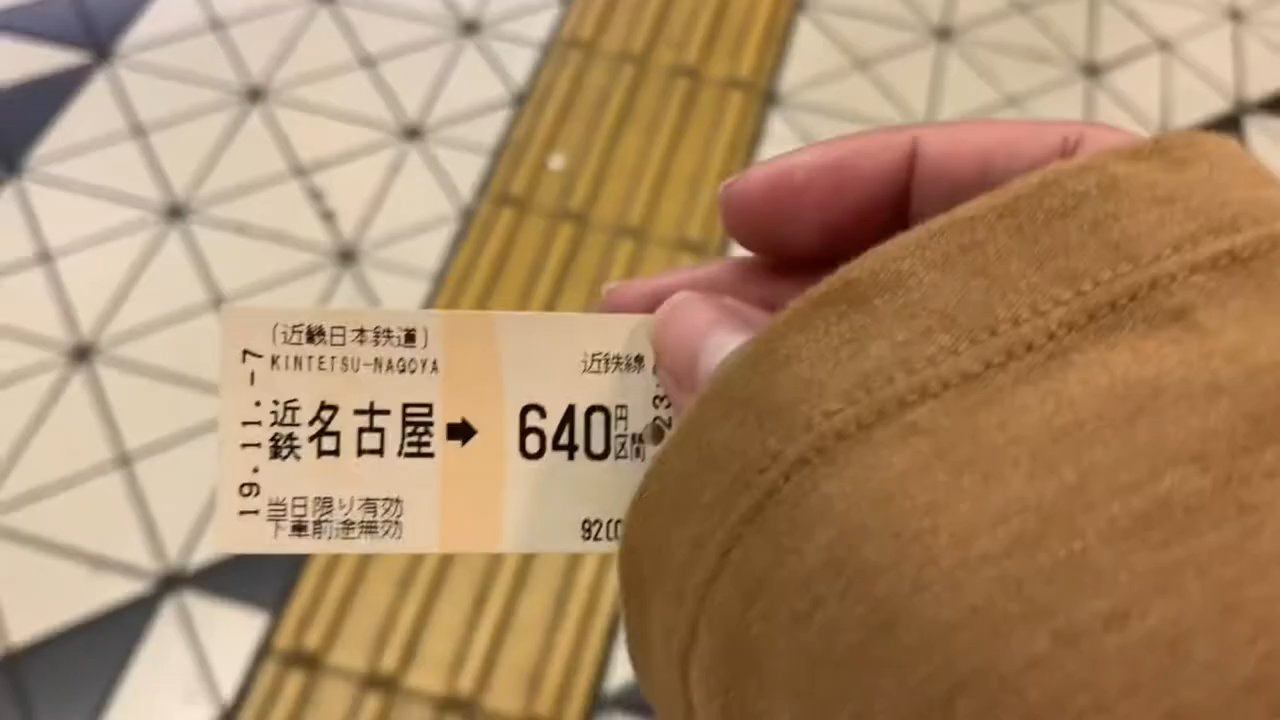 (近畿日本鉄道)
KINTETSU-NAGOYA
近鉄線
近鉄名古屋➡640円区間
当日限り有効
下車前途無効
19.11.-7
23